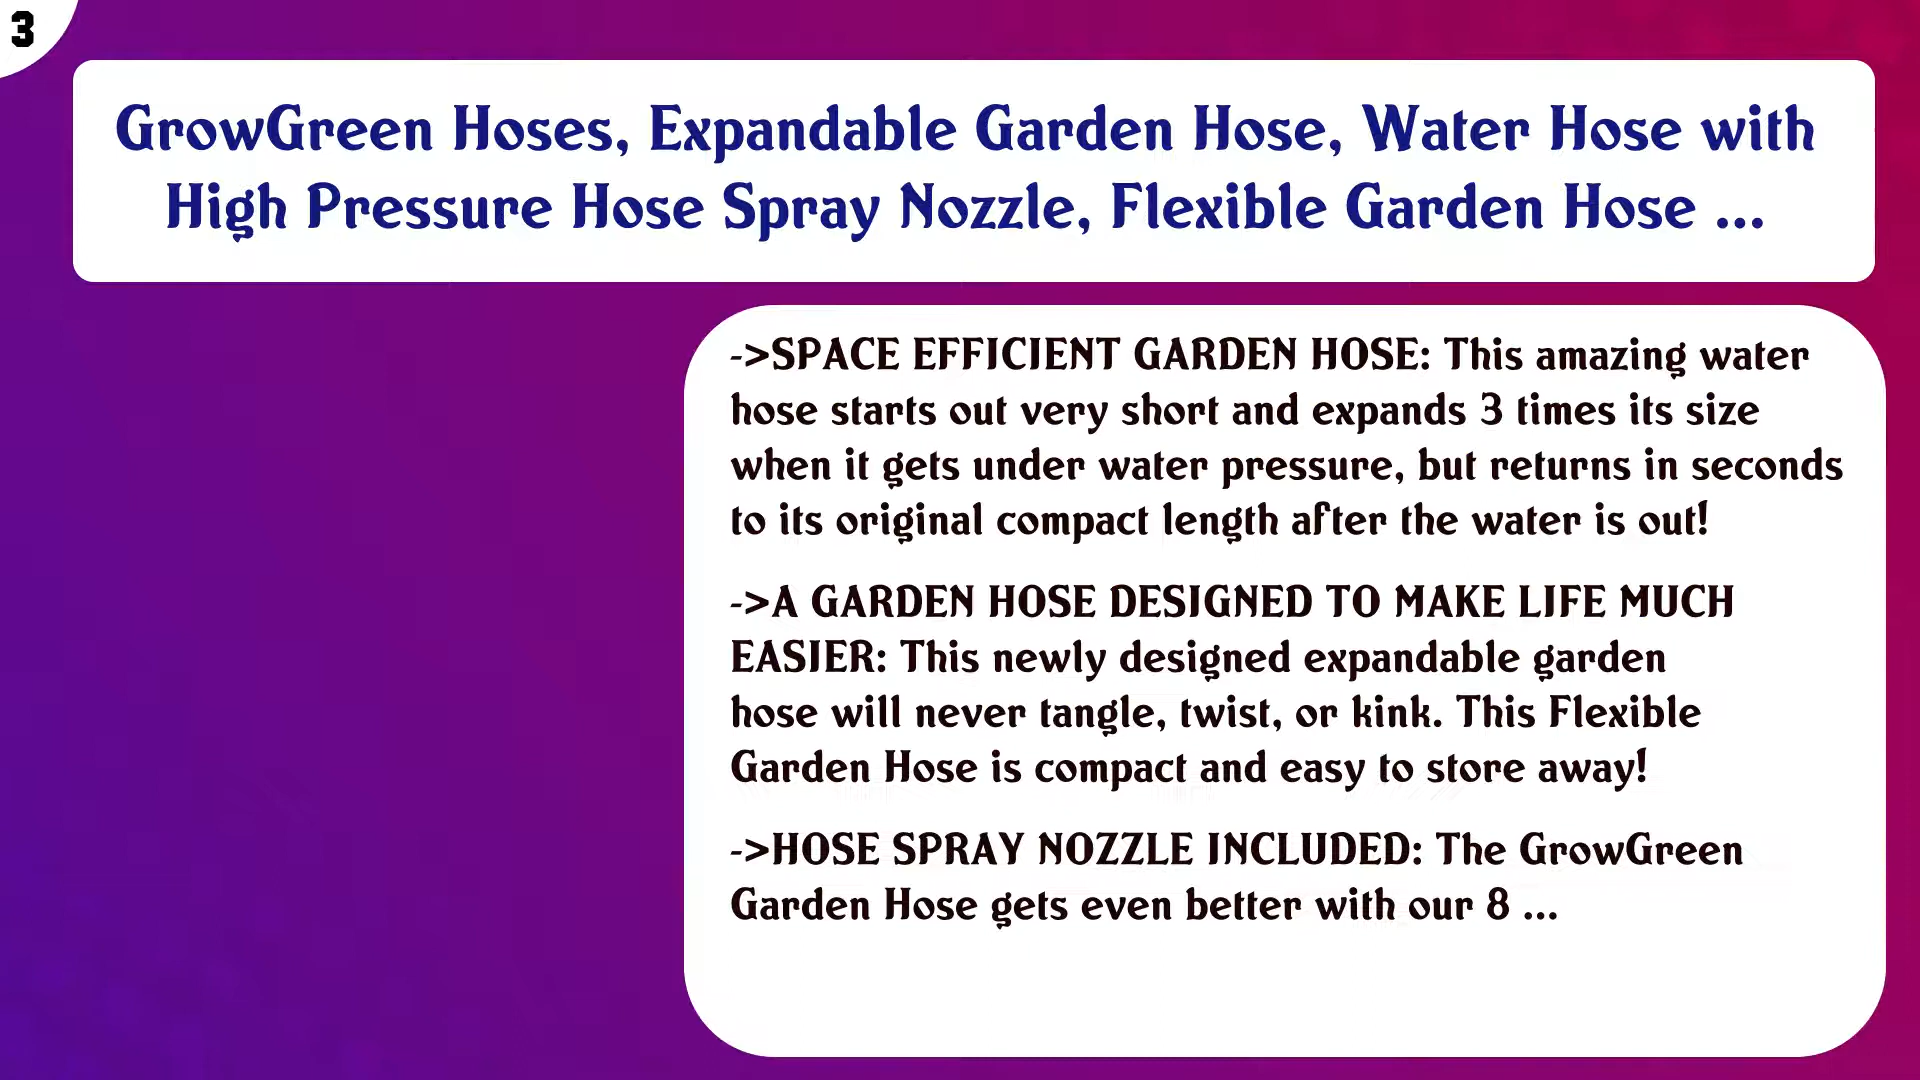 3
GrowGreen Hoses, Expandable Garden Hose, Water Hose with
High Pressure Hose Spray Nozzle, Flexible Garden Hose ...
->SPACE EFFICIENT GARDEN HOSE: This amazing water
hose starts out very short and expands 3 times its size
when it gets under water pressure, but returns in seconds
to its original compact length after the water is out!
->A GARDEN HOSE DESIGNED TO MAKE LIFE MUCH
EASIER: This newly designed expandable garden
hose will never tangle, twist, or kink. This Flexible
Garden Hose is compact and easy to store away!
->HOSE SPRAY NOZZLE INCLUDED: The GrowGreen
Garden Hose gets even better with our 8 ...